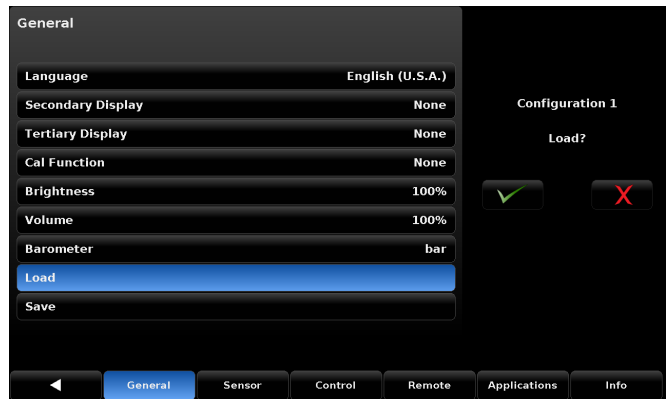 General
Language English (U.S.A.)
Secondary Display None
Tertiary Display None
Cal Function None
Brightness 100%
Volume 100%
Barometer bar
Load
Save
Configuration 1
Load?
General Sensor Control Remote Applications Info